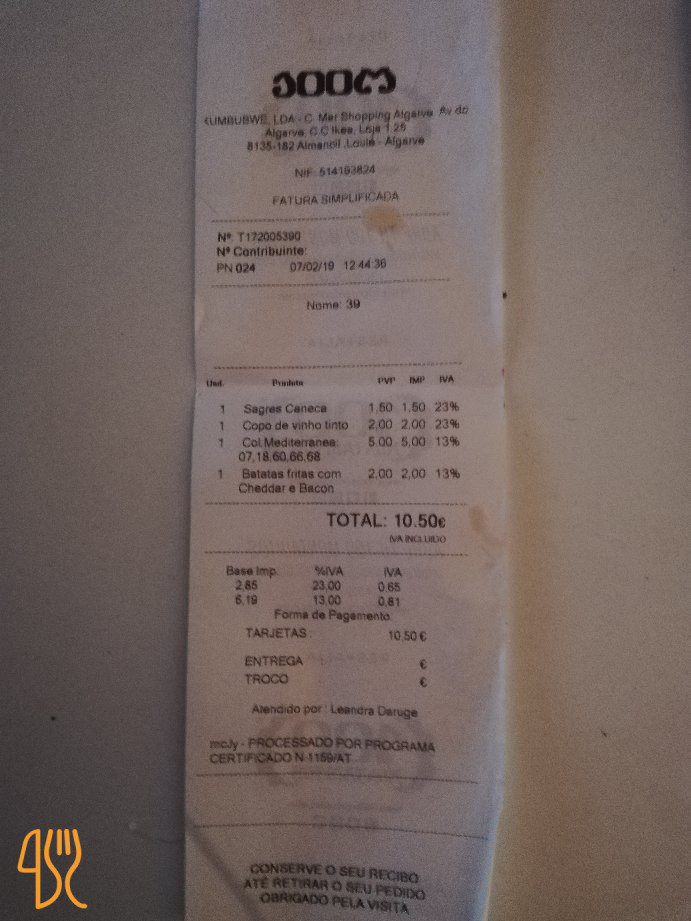 KUMBUBWE, LDA - C. Mar Shopping Algarve Av do
Algarve, C.C Ikea, Loja 1.25
8135-182 Almancil ,Loulé - Algarve
NIF: 514193824
FATURA SIMPLIFICADA
Nº: T172005390
Nº Contribuinte:
PN 024 07/02/19 12:44:36
Nome: 39
Und. Produto PVP IMP IVA
1 Sagres Caneca 1,50 1,50 23%
1 Copo de vinho tinto 2,00 2,00 23%
1 Col.Mediterranea: 5,00 5,00 13%
07,18,60,66,68
1 Batatas fritas com 2,00 2,00 13%
Cheddar e Bacon
TOTAL: 10.50€
IVA INCLUIDO
Base Imp. %IVA IVA
2,85 23,00 0,65
6,19 13,00 0,81
Forma de Pagamento:
TARJETAS : 10,50 €
ENTREGA €
TROCO €
Atendido por : Leandra Daruge
mcJy - PROCESSADO POR PROGRAMA
CERTIFICADO N 1159/AT
CONSERVE O SEU RECIBO
ATÉ RETIRAR O SEU PEDIDO
OBRIGADO PELA VISITA